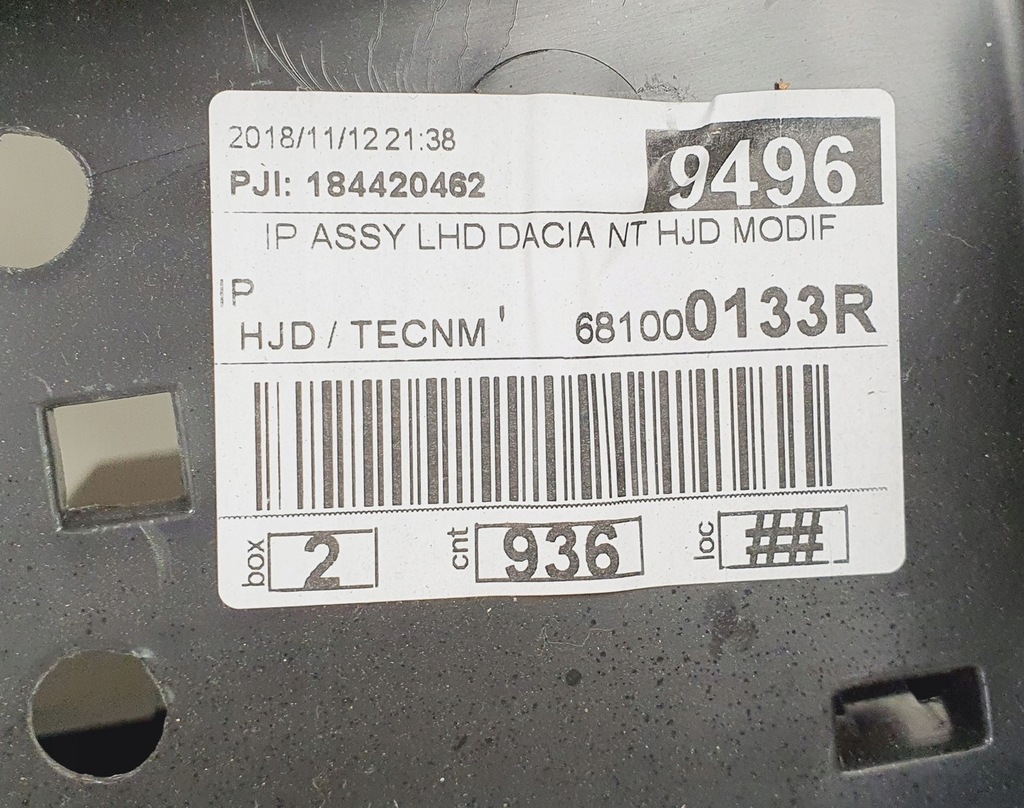 2018/11/12 21:38
9496
PJI: 184420462
IP ASSY LHD DACIA NT HJD MODIF
P
HJD / TECNM '
681000133R
box 2 cnt 936 loc ###